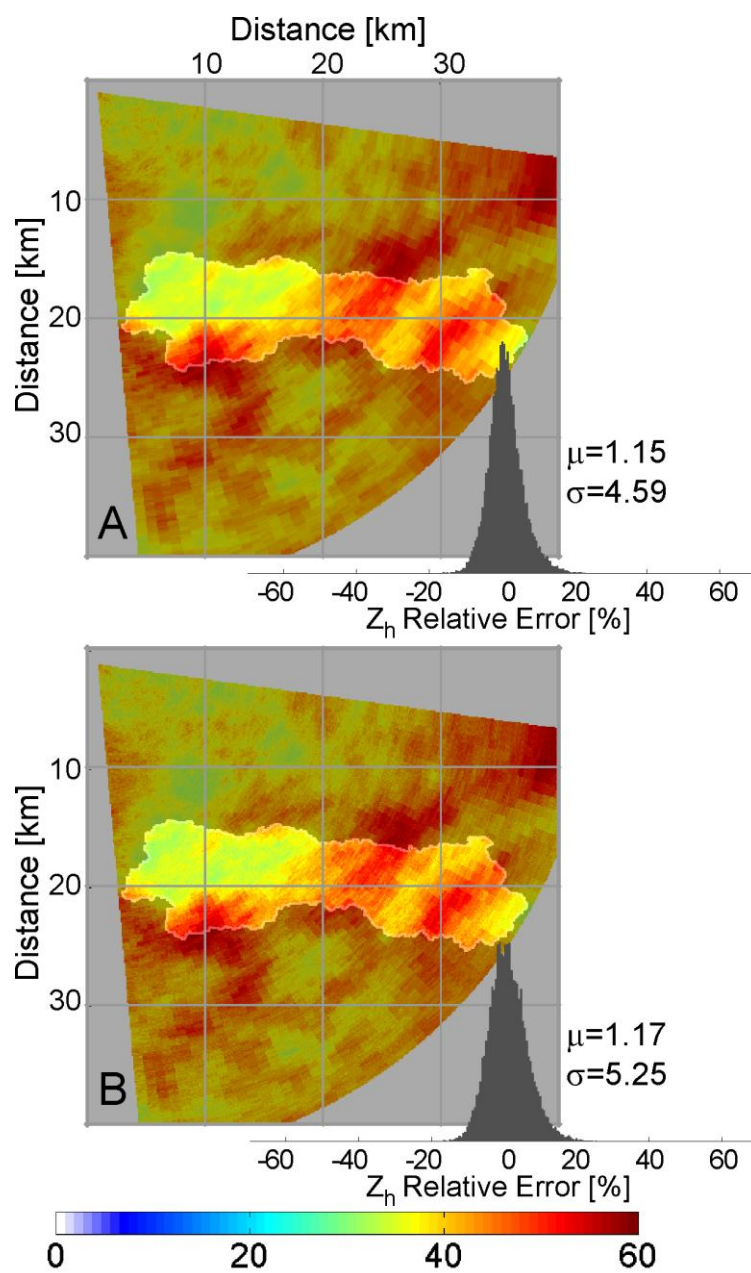 Distance [km]
10 20 30
10
Distance [km]
20
30
μ=1.15
σ=4.59
A
-60 -40 -20 0 20 40 60
Zh Relative Error [%]
10
Distance [km]
20
30
μ=1.17
σ=5.25
B
-60 -40 -20 0 20 40 60
Zh Relative Error [%]
0 20 40 60